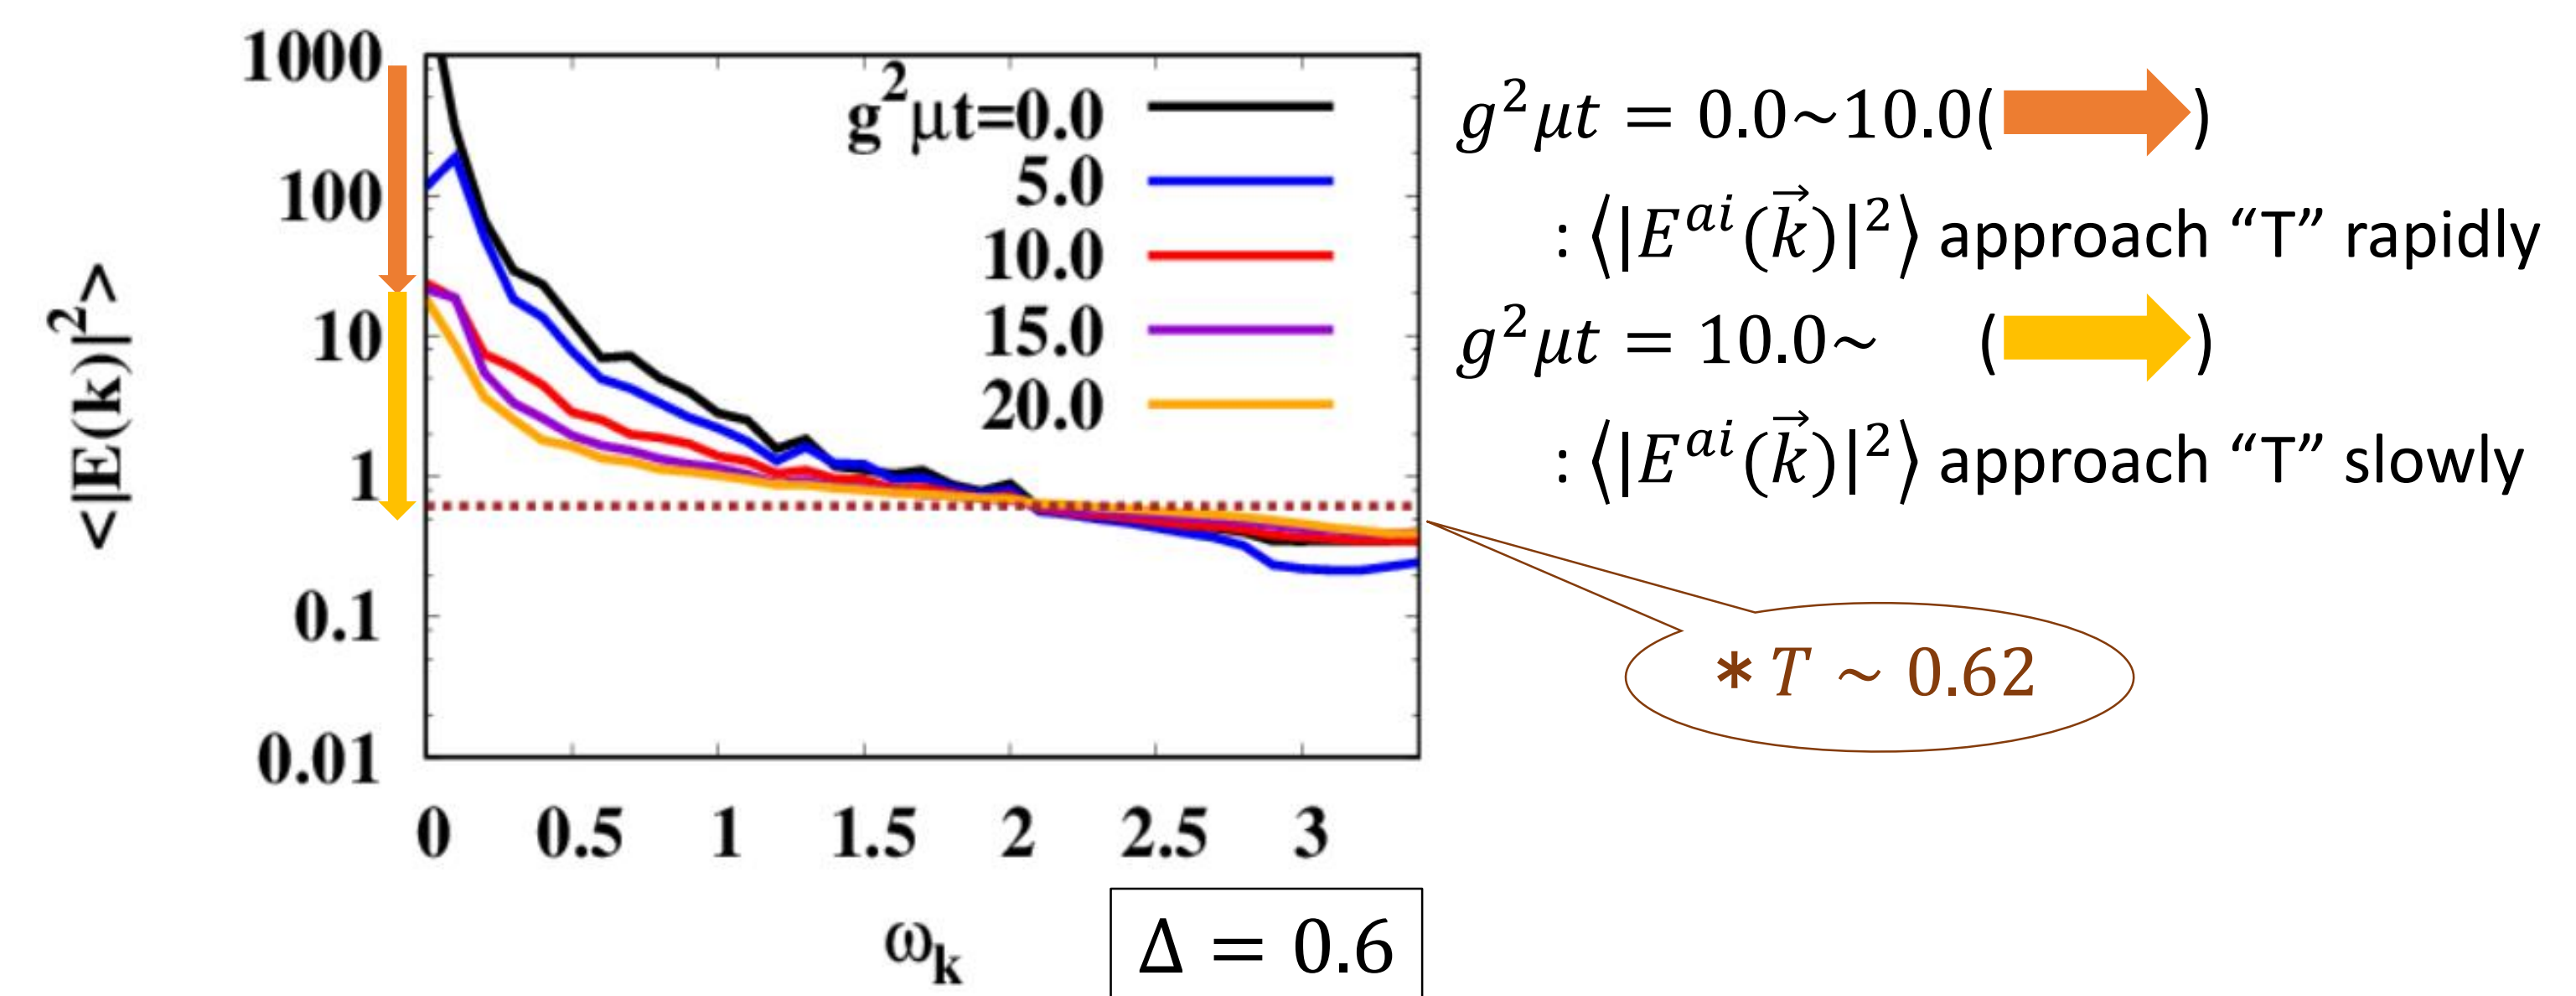 1000
100
10
1
0.1
0.01
<|E(k)|²>
g²μt=0.0
5.0
10.0
15.0
20.0
0 0.5 1 1.5 2 2.5 3
ωₖ
Δ = 0.6
g²μt = 0.0~10.0( )
: ⟨|E^{ai}(k⃗)|²⟩ approach “T” rapidly
g²μt = 10.0~ ( )
: ⟨|E^{ai}(k⃗)|²⟩ approach “T” slowly
* T ~ 0.62